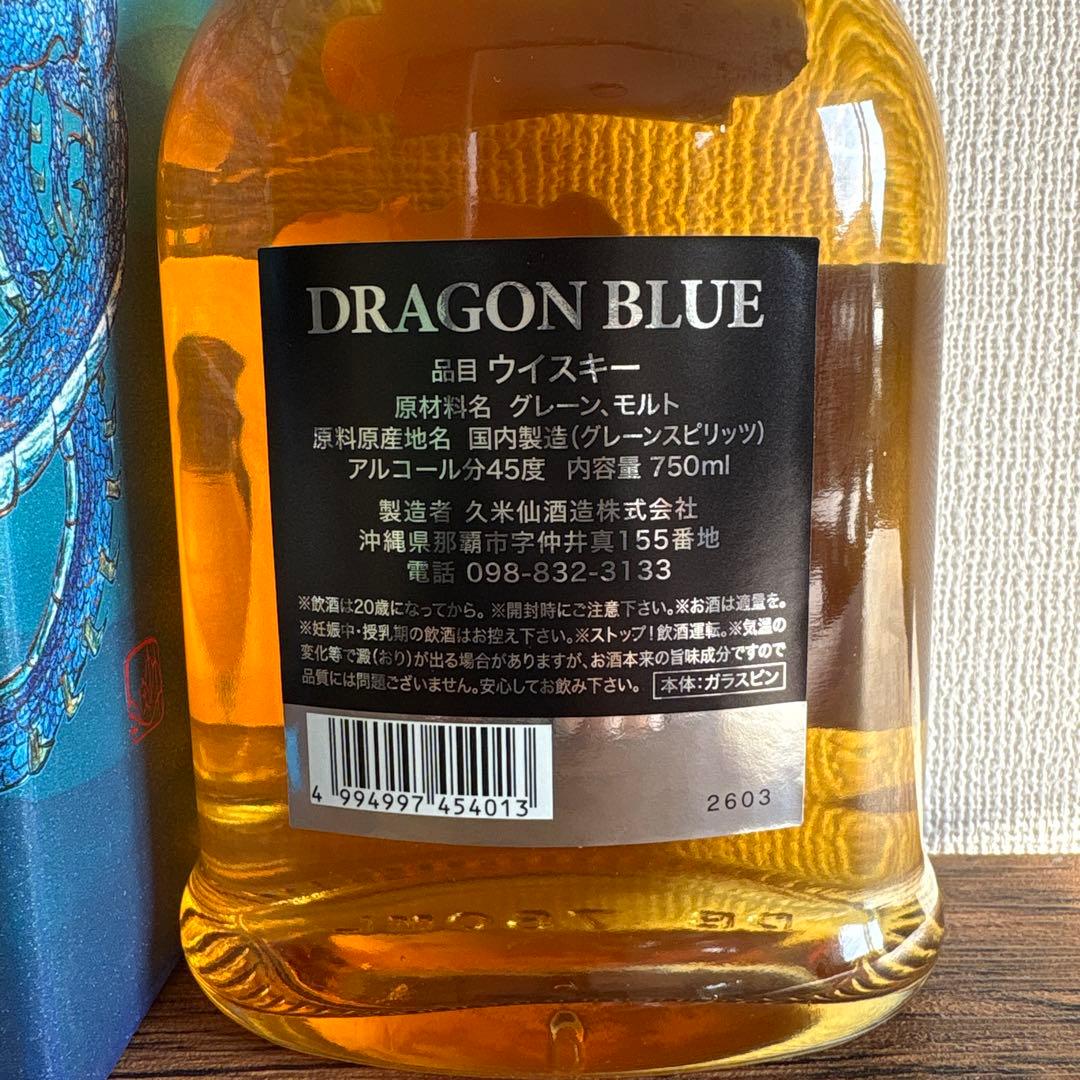 DRAGON BLUE
品目 ウイスキー
原材料名 グレーン、モルト
原料原産地名 国内製造(グレーンスピリッツ)
アルコール分45度 内容量 750ml
製造者 久米仙酒造株式会社
沖縄県那覇市字仲井真155番地
電話 098-832-3133
※飲酒は20歳になってから。※開封時にご注意下さい。※お酒は適量を。
※妊娠中・授乳期の飲酒はお控え下さい。※ストップ!飲酒運転。※気温の
変化等で澱(おり)が出る場合がありますが、お酒本来の旨味成分ですので
品質には問題ございません。安心してお飲み下さい。 本体:ガラスビン
4 994997 454013
2603